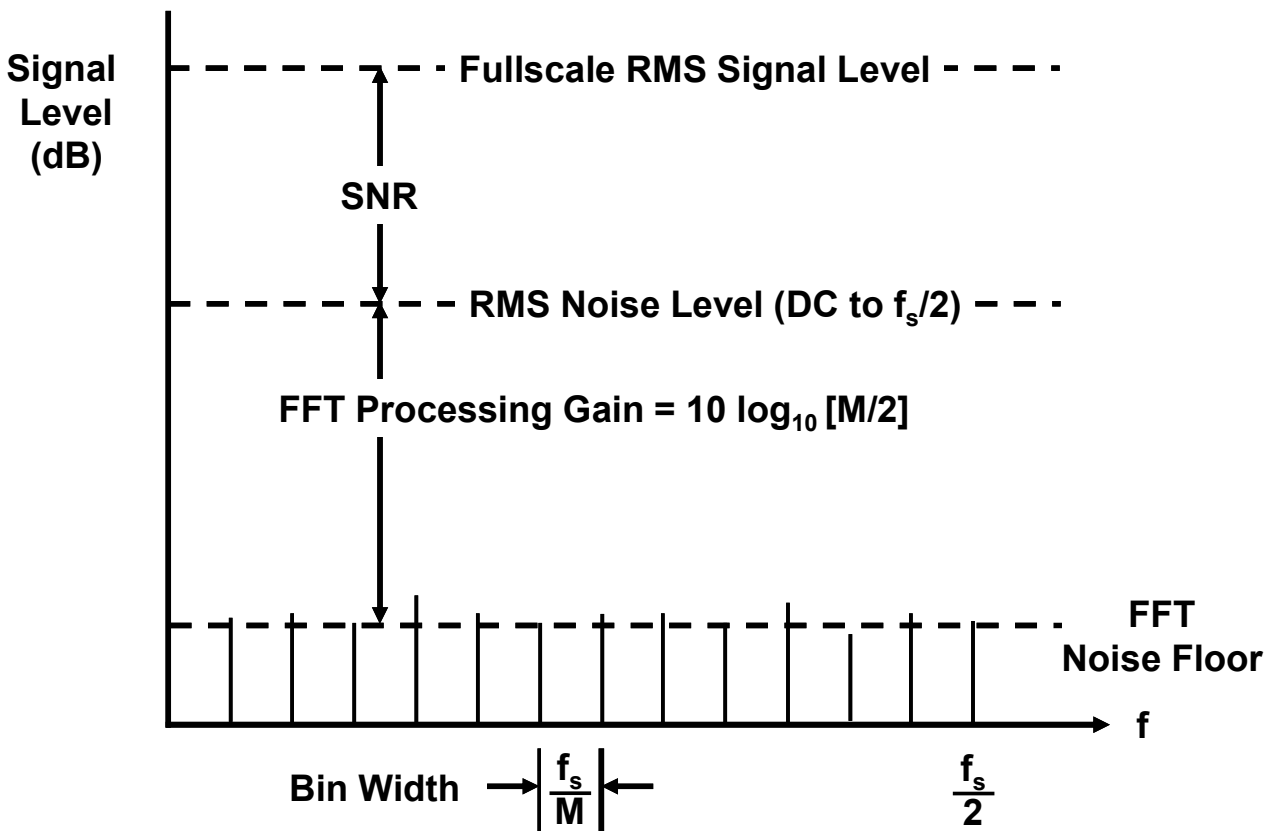 Signal
Level
(dB)
Fullscale RMS Signal Level
SNR
RMS Noise Level (DC to fs/2)
FFT Processing Gain = 10 log10 [M/2]
FFT
Noise Floor
f
Bin Width
fs
M
fs
2